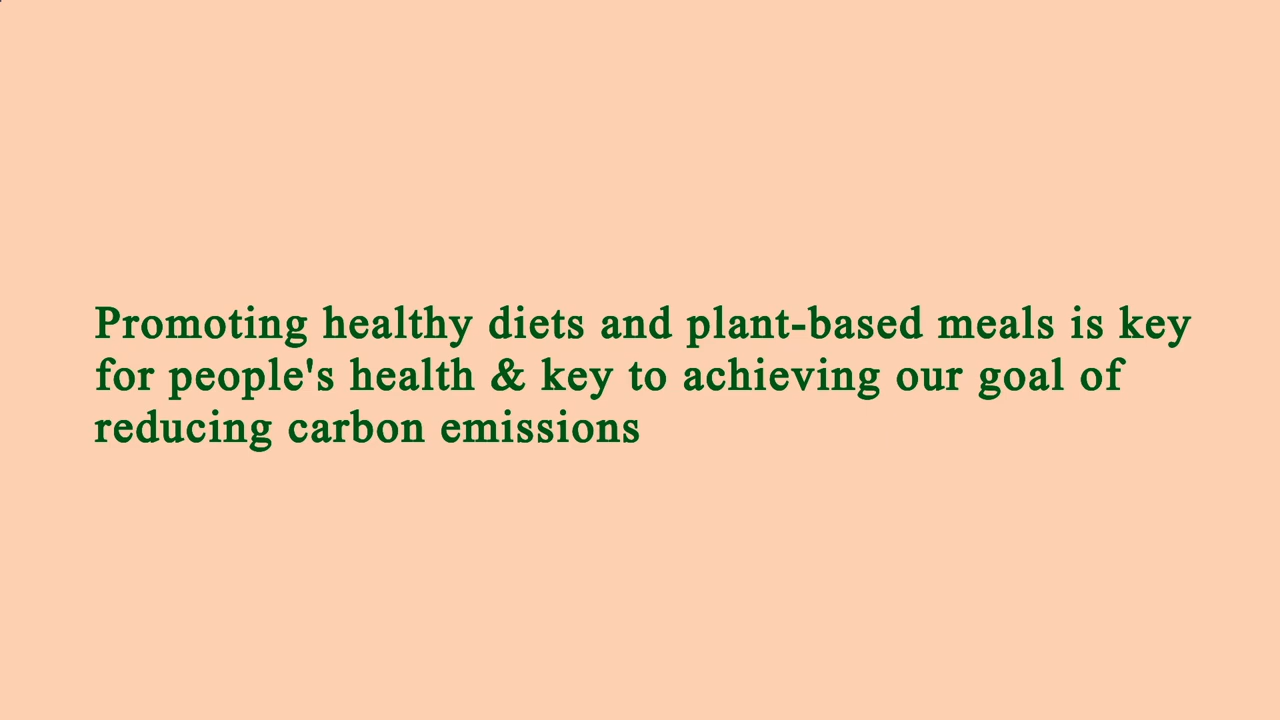 Promoting healthy diets and plant-based meals is key
for people's health & key to achieving our goal of
reducing carbon emissions